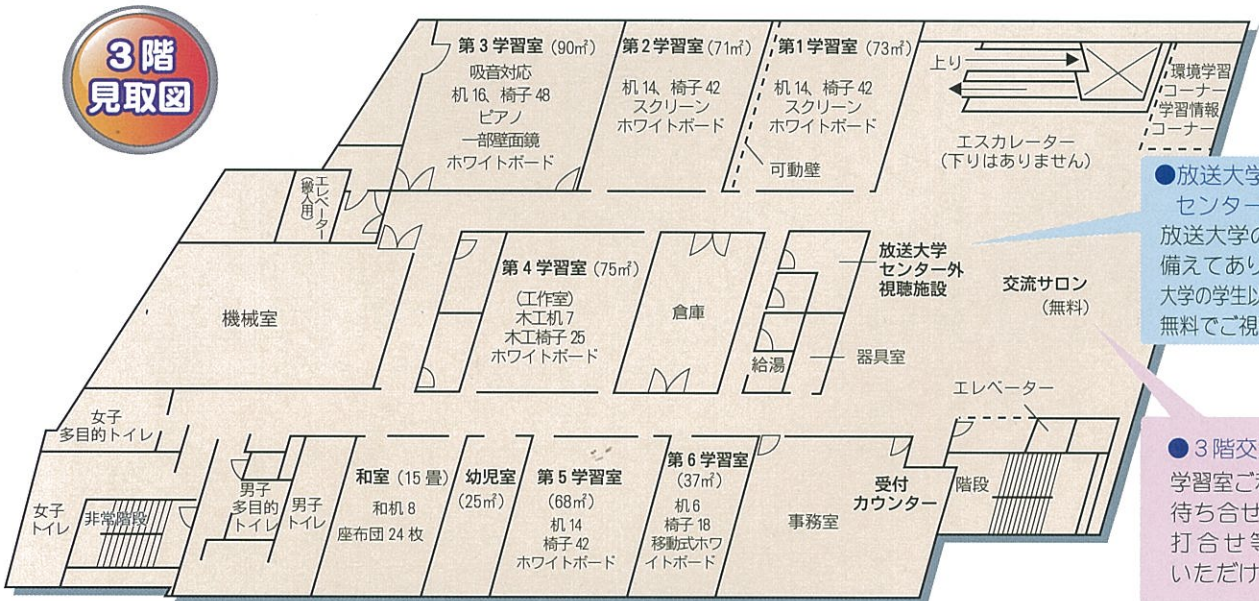 3階
見取図
第3学習室 (90㎡)
吸音対応
机16、椅子48
ピアノ
一部壁面鏡
ホワイトボード
第2学習室 (71㎡)
机14、椅子42
スクリーン
ホワイトボード
第1学習室 (73㎡)
机14、椅子42
スクリーン
ホワイトボード
可動壁
上り
エスカレーター
(下りはありません)
環境学習
コーナー
学習情報
コーナー
エレベーター
(搬入用)
機械室
第4学習室 (75㎡)
(工作室)
木工机7
木工椅子25
ホワイトボード
倉庫
給湯
器具室
放送大学
センター外
視聴施設
交流サロン
(無料)
●放送大学
センター
放送大学の
備えてあり
大学の学生以
無料でご視
エレベーター
女子
多目的トイレ
女子
トイレ
非常階段
男子
多目的
トイレ
男子
トイレ
和室 (15畳)
和机8
座布団24枚
幼児室
(25㎡)
第5学習室
(68㎡)
机14
椅子42
ホワイトボード
第6学習室
(37㎡)
机6
椅子18
移動式ホワ
イトボード
事務室
受付
カウンター
階段
●3階交
学習室ご利
待ち合せ
打合せ等
いただけ